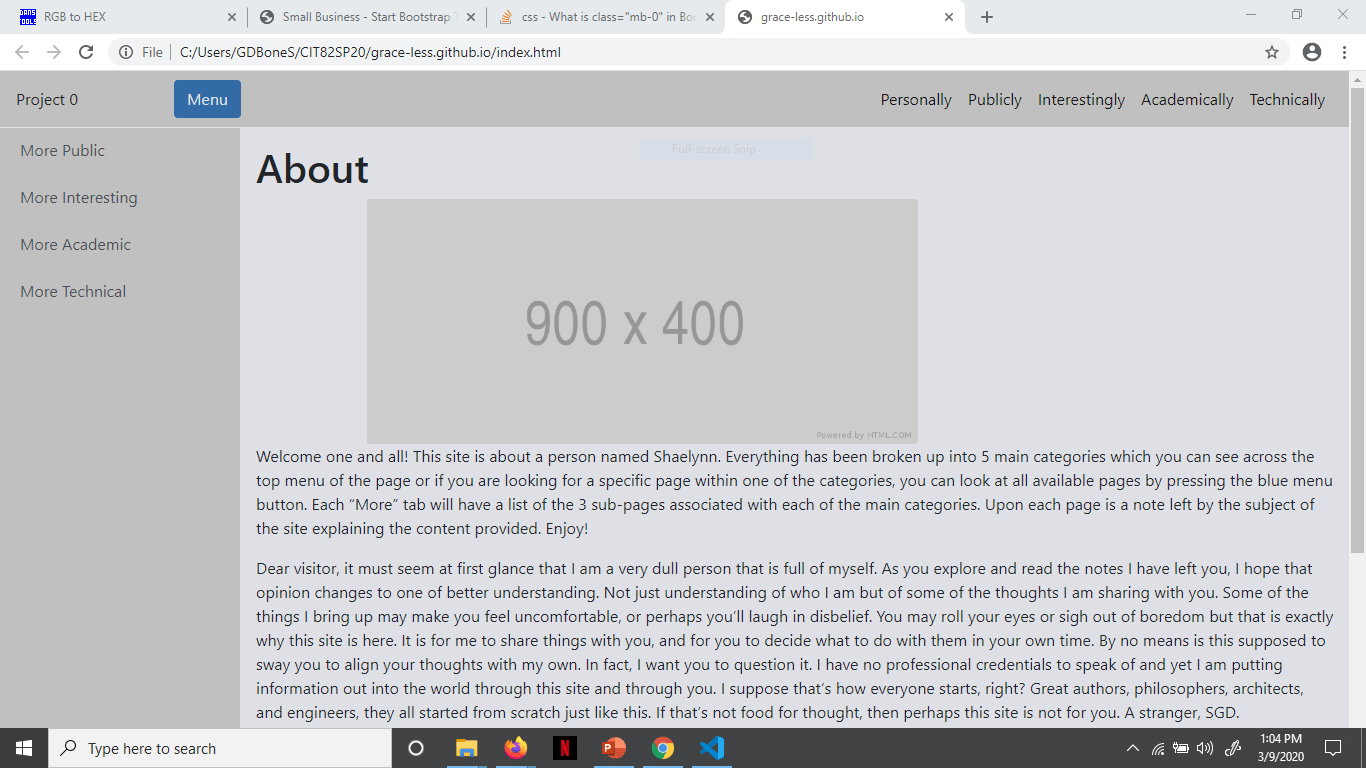 DANS TOOLS RGB to HEX Small Business - Start Bootstrap T css - What is class="mb-0" in Boo grace-less.github.io
File C:/Users/GDBoneS/CIT82SP20/grace-less.github.io/index.html
Project 0 Menu Personally Publicly Interestingly Academically Technically
More Public
Full-screen Snip
About
More Interesting
More Academic
More Technical
900 x 400
Powered by HTML.COM
Welcome one and all! This site is about a person named Shaelynn. Everything has been broken up into 5 main categories which you can see across the
top menu of the page or if you are looking for a specific page within one of the categories, you can look at all available pages by pressing the blue menu
button. Each “More” tab will have a list of the 3 sub-pages associated with each of the main categories. Upon each page is a note left by the subject of
the site explaining the content provided. Enjoy!
Dear visitor, it must seem at first glance that I am a very dull person that is full of myself. As you explore and read the notes I have left you, I hope that
opinion changes to one of better understanding. Not just understanding of who I am but of some of the thoughts I am sharing with you. Some of the
things I bring up may make you feel uncomfortable, or perhaps you’ll laugh in disbelief. You may roll your eyes or sigh out of boredom but that is exactly
why this site is here. It is for me to share things with you, and for you to decide what to do with them in your own time. By no means is this supposed to
sway you to align your thoughts with my own. In fact, I want you to question it. I have no professional credentials to speak of and yet I am putting
information out into the world through this site and through you. I suppose that’s how everyone starts, right? Great authors, philosophers, architects,
and engineers, they all started from scratch just like this. If that’s not food for thought, then perhaps this site is not for you. A stranger, SGD.
Type here to search
N
1:04 PM
3/9/2020